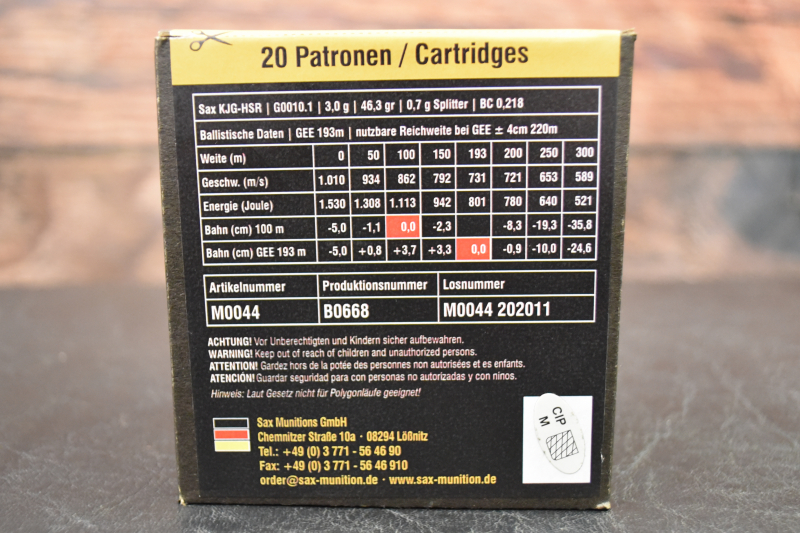 20 Patronen / Cartridges
Sax KJG-HSR | G0010.1 | 3,0 g | 46,3 gr | 0,7 g Splitter | BC 0,218
Ballistische Daten | GEE 193m | nutzbare Reichweite bei GEE ± 4cm 220m
Weite (m) 0 50 100 150 193 200 250 300
Geschw. (m/s) 1.010 934 862 792 731 721 653 589
Energie (Joule) 1.530 1.308 1.113 942 801 780 640 521
Bahn (cm) 100 m -5,0 -1,1 0,0 -2,3 -8,3 -19,3 -35,8
Bahn (cm) GEE 193 m -5,0 +0,8 +3,7 +3,3 0,0 -0,9 -10,0 -24,6
Artikelnummer Produktionsnummer Losnummer
M0044 B0668 M0044 202011
ACHTUNG! Vor Unberechtigten und Kindern sicher aufbewahren.
WARNING! Keep out of reach of children and unauthorized persons.
ATTENTION! Gardez hors de la potée des personnes non autorisées et es enfants.
ATENCIÓN! Guardar seguridad para con personas no autorizadas y con ninos.
Hinweis: Laut Gesetz nicht für Polygonläufe geeignet!
Sax Munitions GmbH
Chemnitzer Straße 10a · 08294 Lößnitz
Tel.: +49 (0) 3 771 - 56 46 90
Fax: +49 (0) 3 771 - 56 46 910
order@sax-munition.de · www.sax-munition.de
CIP
M